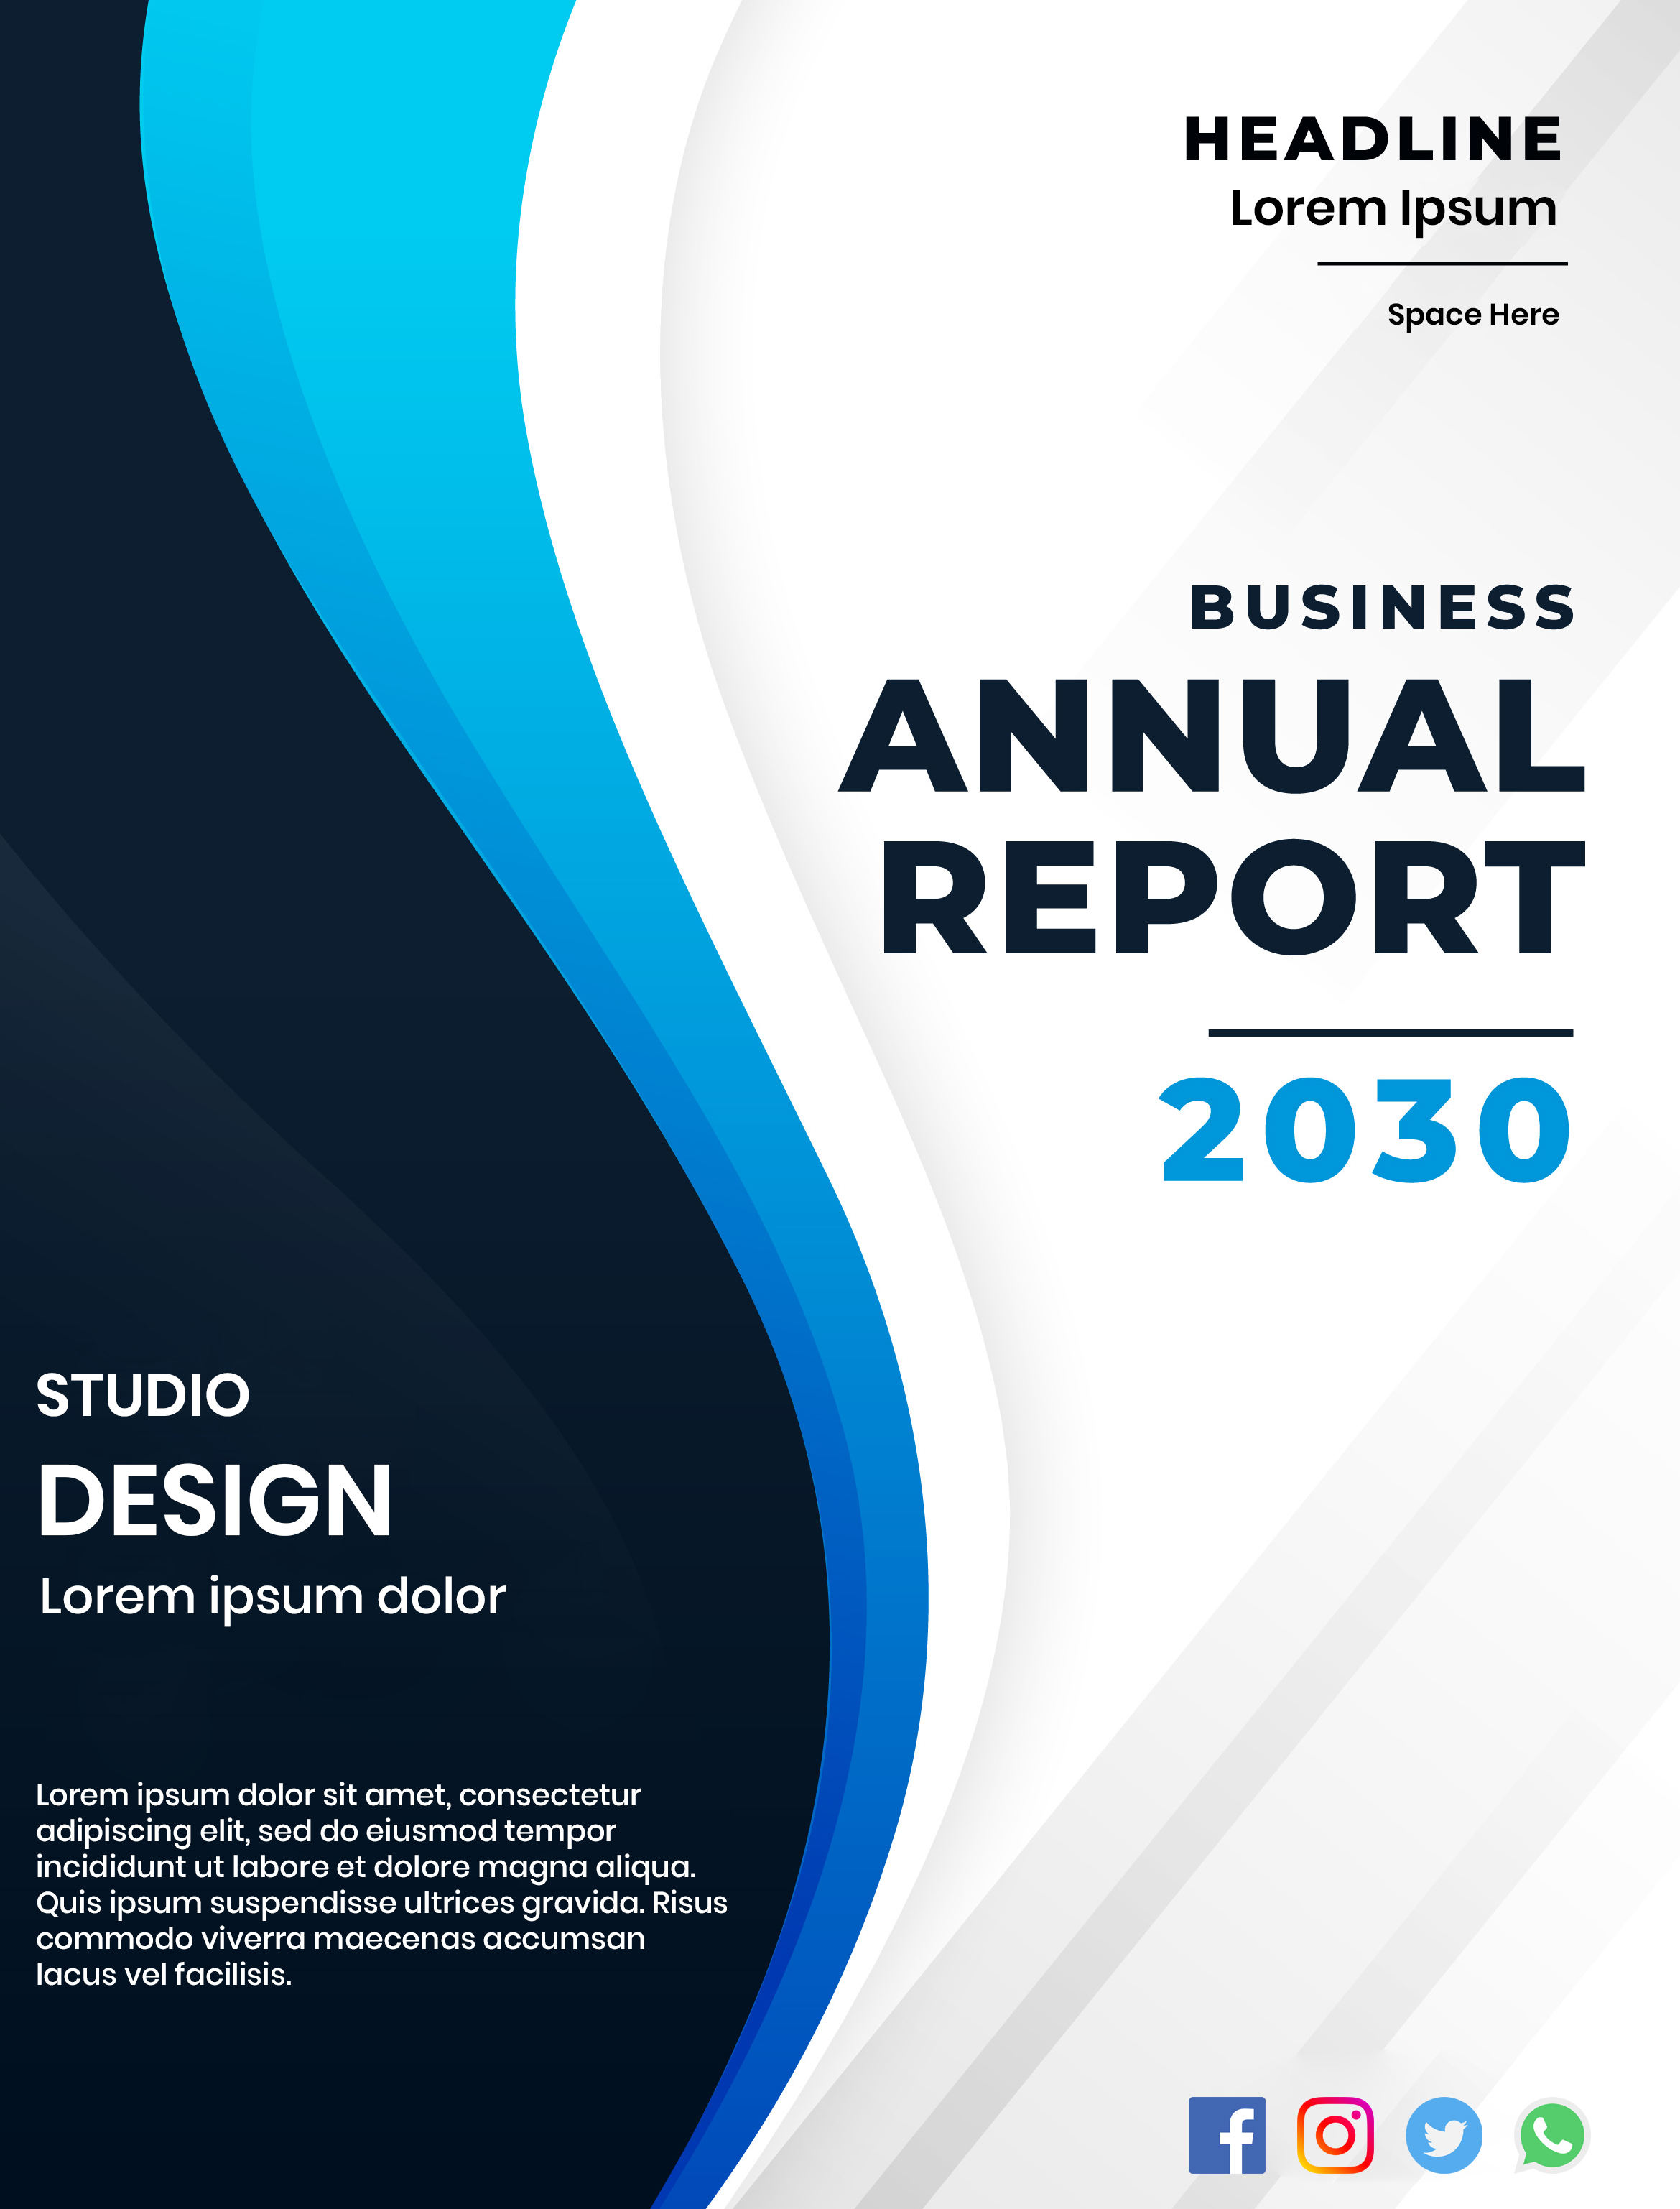 HEADLINE
Lorem Ipsum
Space Here
BUSINESS
ANNUAL
REPORT
2030
STUDIO
DESIGN
Lorem ipsum dolor
Lorem ipsum dolor sit amet, consectetur
adipiscing elit, sed do eiusmod tempor
incididunt ut labore et dolore magna aliqua.
Quis ipsum suspendisse ultrices gravida. Risus
commodo viverra maecenas accumsan
lacus vel facilisis.